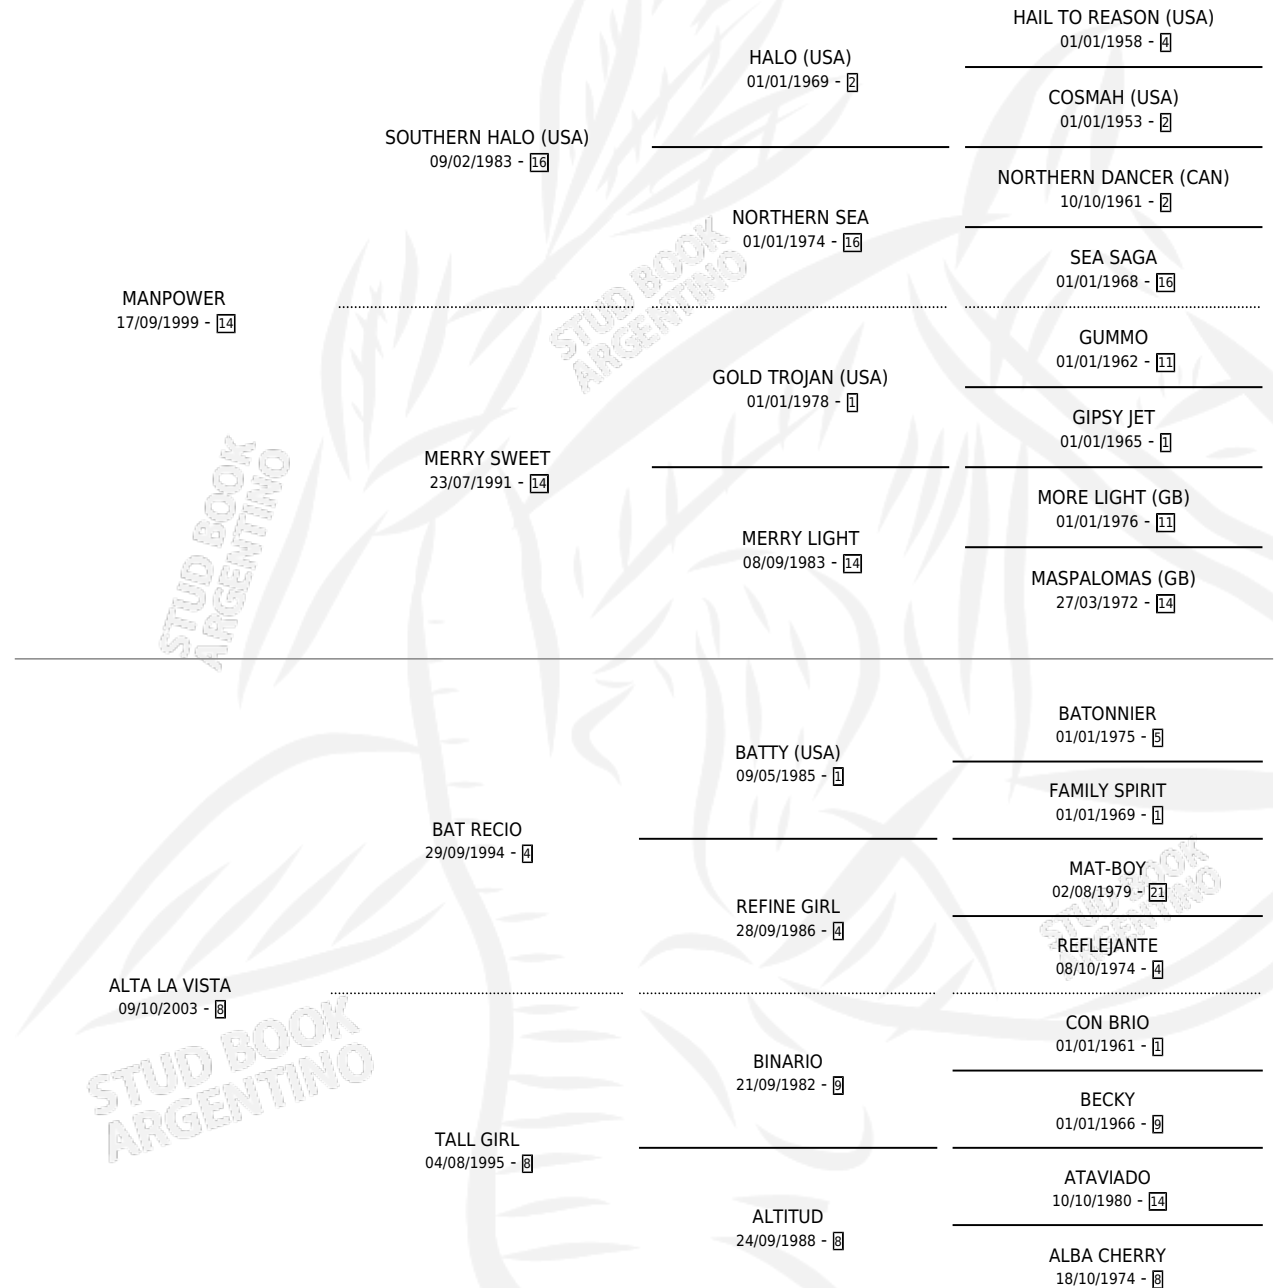 HAIL TO REASON (USA)
01/01/1958 - 4
HALO (USA)
01/01/1969 - 2
COSMAH (USA)
01/01/1953 - 2
SOUTHERN HALO (USA)
09/02/1983 - 16
NORTHERN DANCER (CAN)
10/10/1961 - 2
NORTHERN SEA
01/01/1974 - 16
SEA SAGA
01/01/1968 - 16
MANPOWER
17/09/1999 - 14
GUMMO
01/01/1962 - 11
GOLD TROJAN (USA)
01/01/1978 - 1
GIPSY JET
01/01/1965 - 1
MERRY SWEET
23/07/1991 - 14
MORE LIGHT (GB)
01/01/1976 - 11
MERRY LIGHT
08/09/1983 - 14
MASPALOMAS (GB)
27/03/1972 - 14
BATONNIER
01/01/1975 - 5
BATTY (USA)
09/05/1985 - 1
FAMILY SPIRIT
01/01/1969 - 1
BAT RECIO
29/09/1994 - 4
MAT-BOY
02/08/1979 - 21
REFINE GIRL
28/09/1986 - 4
REFLEJANTE
08/10/1974 - 4
ALTA LA VISTA
09/10/2003 - 8
CON BRIO
01/01/1961 - 1
BINARIO
21/09/1982 - 9
BECKY
01/01/1966 - 9
TALL GIRL
04/08/1995 - 8
ATAVIADO
10/10/1980 - 14
ALTITUD
24/09/1988 - 8
ALBA CHERRY
18/10/1974 - 8
STUD BOOK
ARGENTINO
STUD BOOK
ARGENTINO
STUD BOOK
ARGENTINO
STUD BOOK
ARGENTINO